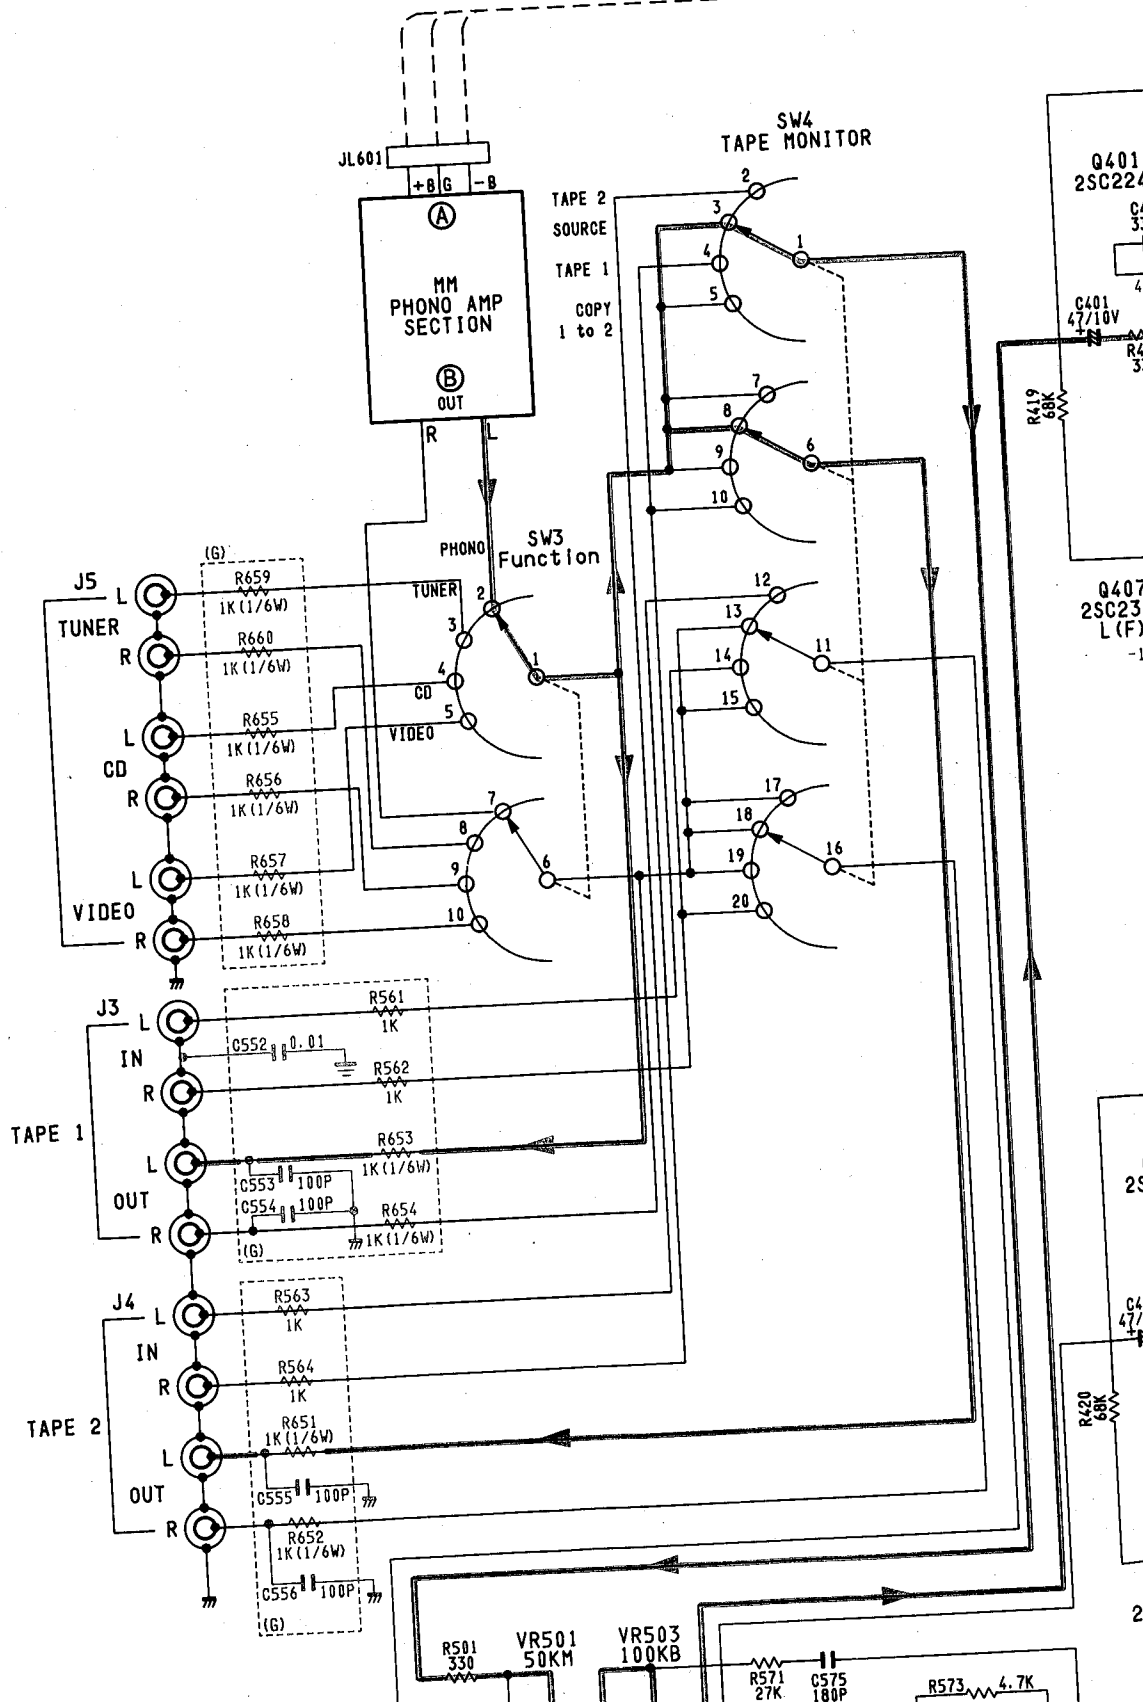 SW4
TAPE MONITOR
JL601
+B G -B
A
MM
PHONO AMP
SECTION
B
OUT
R
L
TAPE 2
SOURCE
TAPE 1
COPY
1 to 2
2
3
4
5
1
7
8
9
10
6
12
13
14
15
11
17
18
19
20
16
Q401
C401
47/10V
R419
68K
Q407
L(F)
SW3
Function
PHONO
TUNER
CD
VIDEO
2
3
4
5
1
7
8
9
10
6
(G)
J5
TUNER
L
R
CD
L
R
VIDEO
L
R
R659
1K(1/6W)
R660
1K(1/6W)
R655
1K(1/6W)
R656
1K(1/6W)
R657
1K(1/6W)
R658
1K(1/6W)
J3
L
IN
R
TAPE 1
L
OUT
R
R561
1K
C552 0.01
R562
1K
R653
1K(1/6W)
C553 100P
C554 100P
R654
1K(1/6W)
(G)
J4
L
IN
R
TAPE 2
L
OUT
R
R563
1K
R564
1K
R651
1K(1/6W)
C555 100P
R652
1K(1/6W)
C556 100P
(G)
R420
68K
R501
330
VR501
50KM
VR503
100KB
R571
27K
C575
180P
R573 4.7K